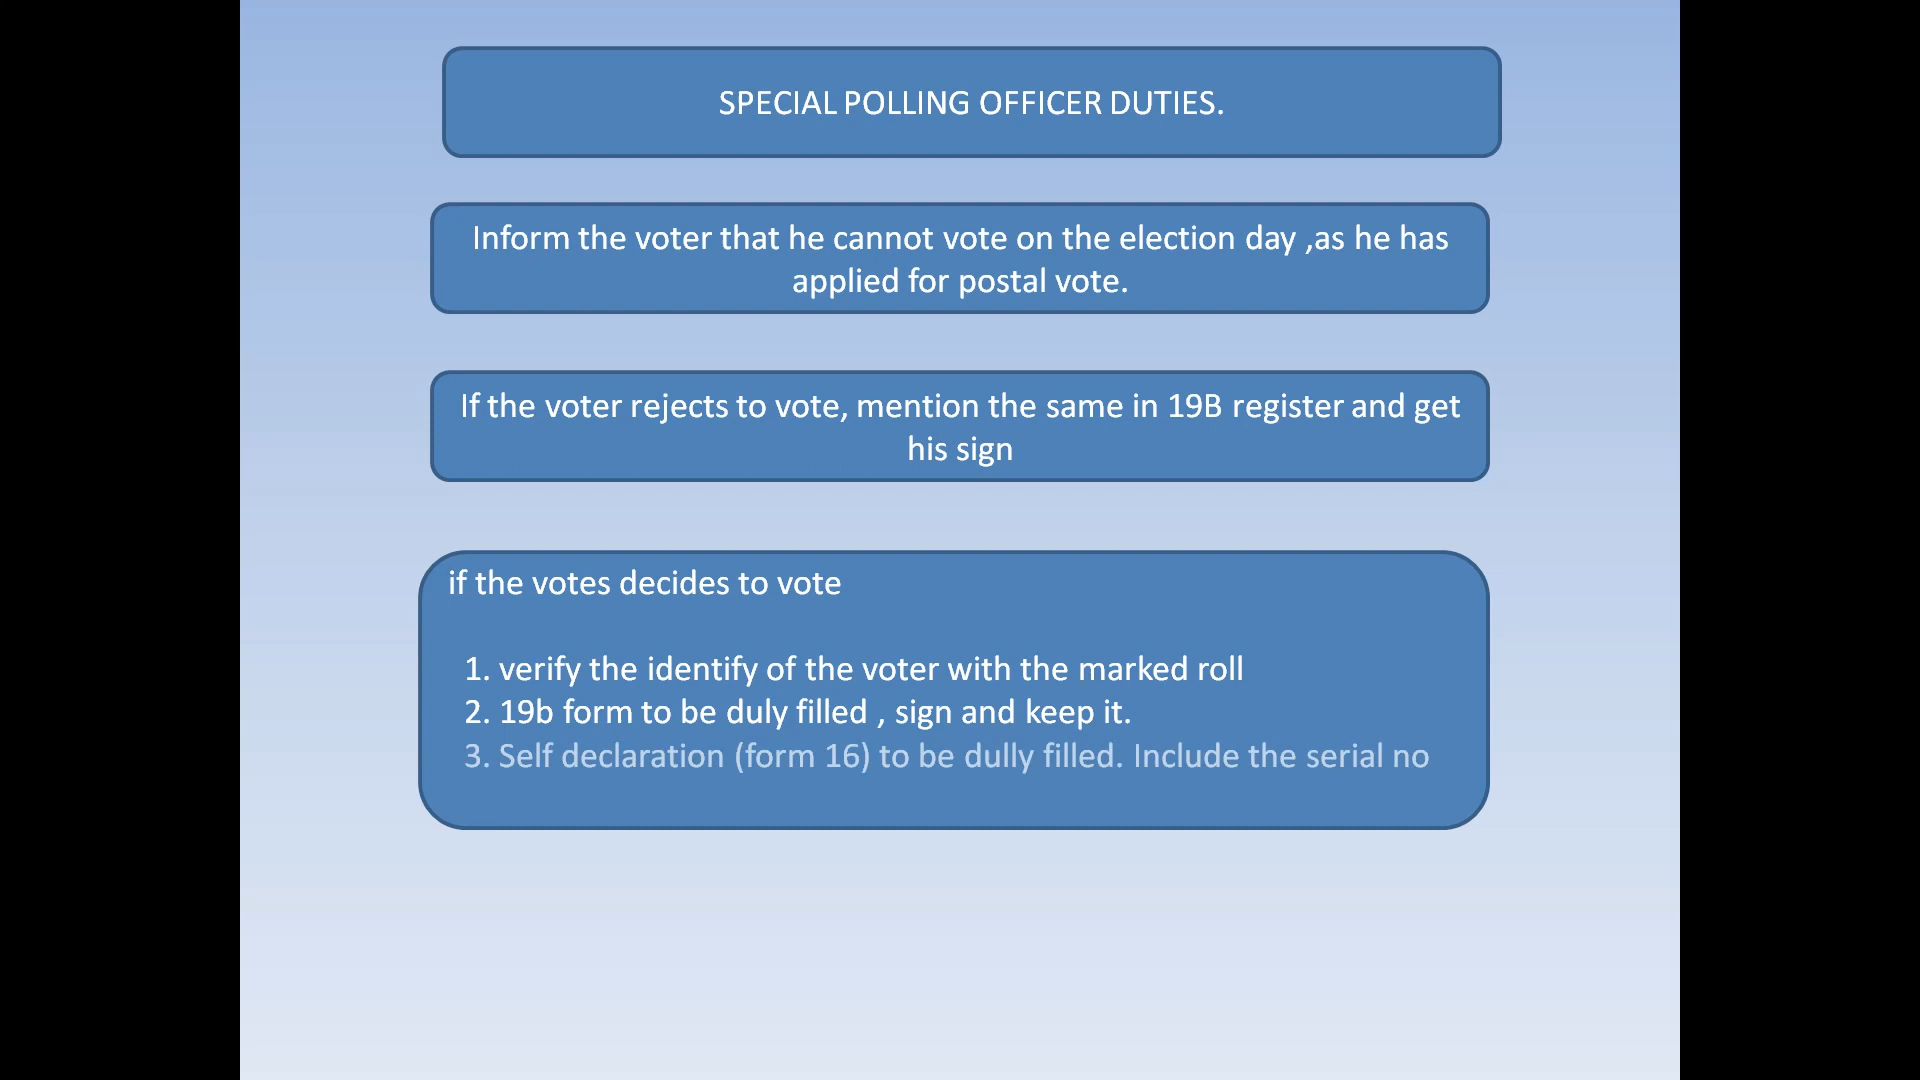 SPECIAL POLLING OFFICER DUTIES.
Inform the voter that he cannot vote on the election day ,as he has
applied for postal vote.
If the voter rejects to vote, mention the same in 19B register and get
his sign
if the votes decides to vote
1. verify the identify of the voter with the marked roll
2. 19b form to be duly filled , sign and keep it.
3. Self declaration (form 16) to be dully filled. Include the serial no